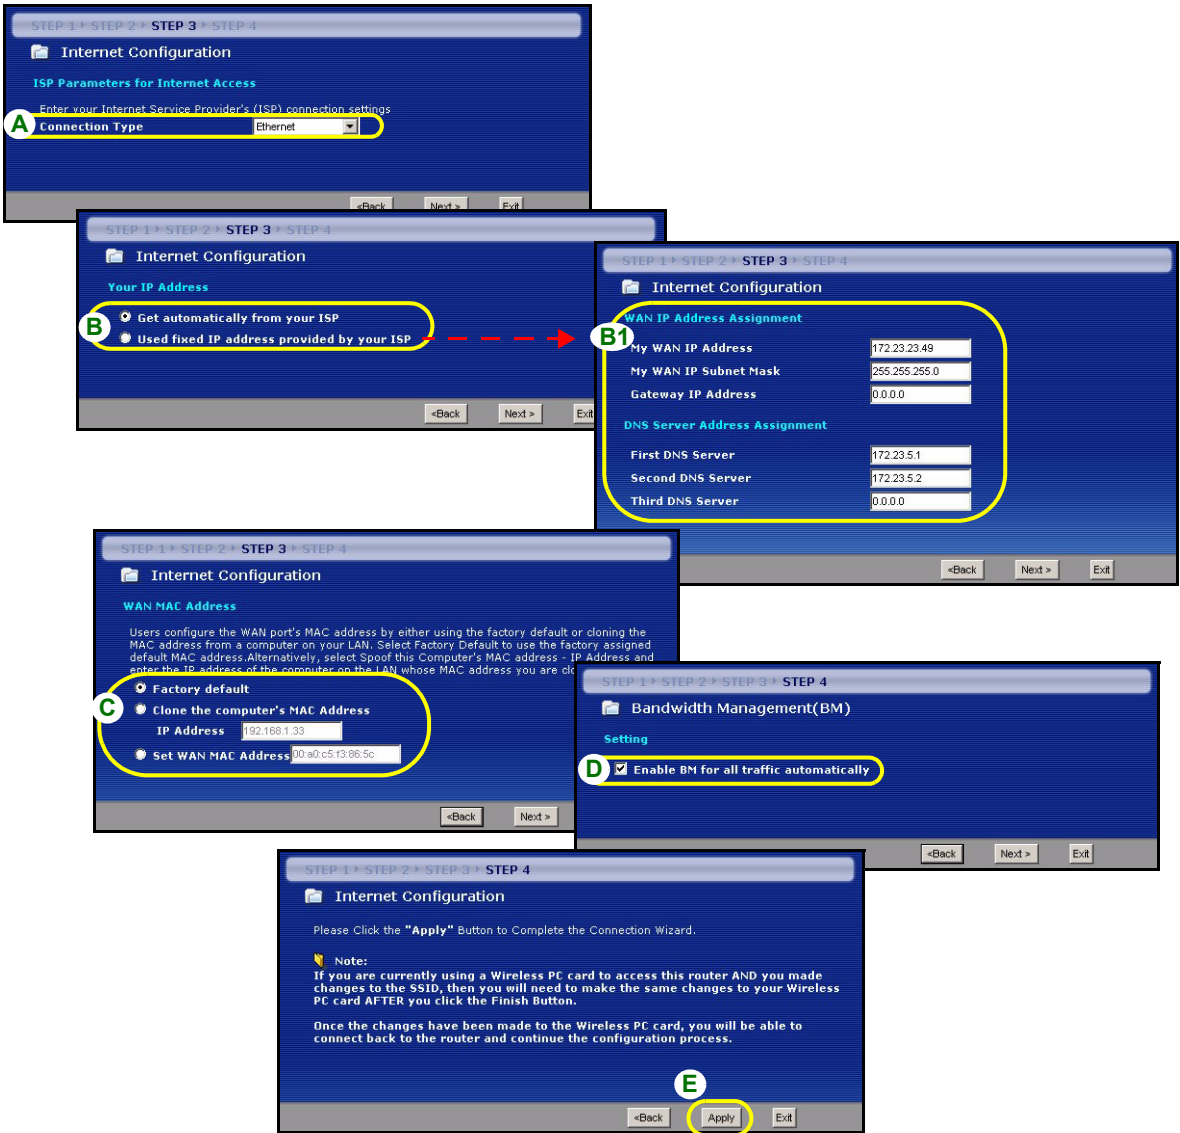 STEP 1 STEP 2 STEP 3 STEP 4
Internet Configuration
ISP Parameters for Internet Access
Enter your Internet Service Provider's (ISP) connection settings
A
Connection Type Ethernet
<Back Next > Exit
STEP 1 STEP 2 STEP 3 STEP 4
Internet Configuration
Your IP Address
B
Get automatically from your ISP
Used fixed IP address provided by your ISP
<Back Next > Exit
STEP 1 STEP 2 STEP 3 STEP 4
Internet Configuration
WAN IP Address Assignment
B1
My WAN IP Address 172.23.23.49
My WAN IP Subnet Mask 255.255.255.0
Gateway IP Address 0.0.0.0
DNS Server Address Assignment
First DNS Server 172.23.5.1
Second DNS Server 172.23.5.2
Third DNS Server 0.0.0.0
<Back Next > Exit
STEP 1 STEP 2 STEP 3 STEP 4
Internet Configuration
WAN MAC Address
Users configure the WAN port's MAC address by either using the factory default or cloning the
MAC address from a computer on your LAN. Select Factory Default to use the factory assigned
default MAC address.Alternatively, select Spoof this Computer's MAC address - IP Address and
enter the IP address of the computer on the LAN whose MAC address you are
C
Factory default
Clone the computer's MAC Address
IP Address 192.168.1.33
Set WAN MAC Address 00:a0:c5:f3:86:5c
<Back Next >
STEP 1 STEP 2 STEP 3 STEP 4
Bandwidth Management(BM)
Setting
D
Enable BM for all traffic automatically
<Back Next > Exit
STEP 1 STEP 2 STEP 3 STEP 4
Internet Configuration
Please Click the "Apply" Button to Complete the Connection Wizard.
Note:
If you are currently using a Wireless PC card to access this router AND you made
changes to the SSID, then you will need to make the same changes to your Wireless
PC card AFTER you click the Finish Button.
Once the changes have been made to the Wireless PC card, you will be able to
connect back to the router and continue the configuration process.
E
<Back Apply Exit